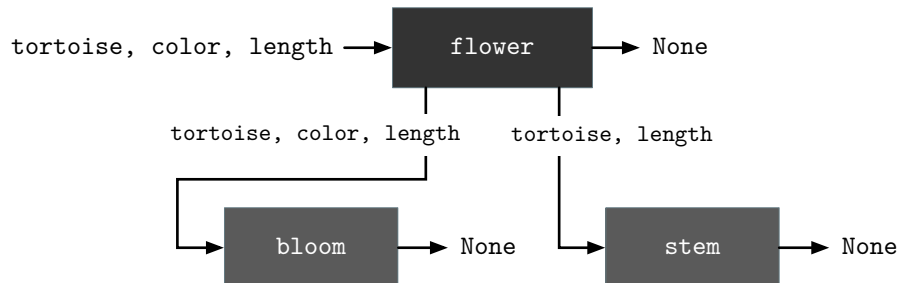 tortoise, color, length
flower
None
tortoise, color, length
tortoise, length
bloom
None
stem
None